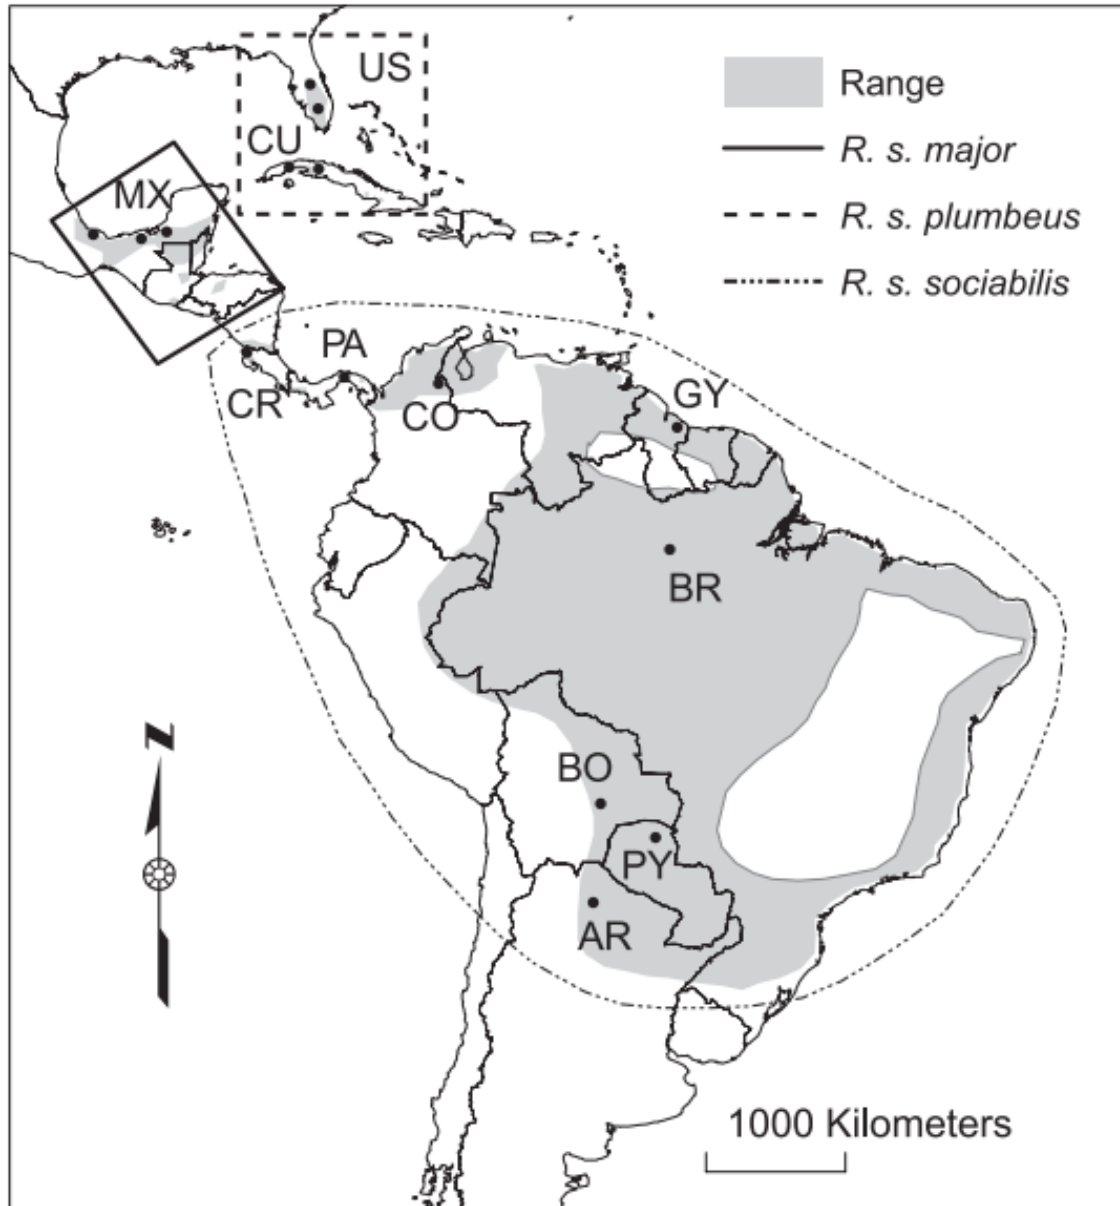 US
Range
CU
R. s. major
MX
R. s. plumbeus
R. s. sociabilis
PA
CR
CO
GY
BR
N
BO
PY
AR
1000 Kilometers